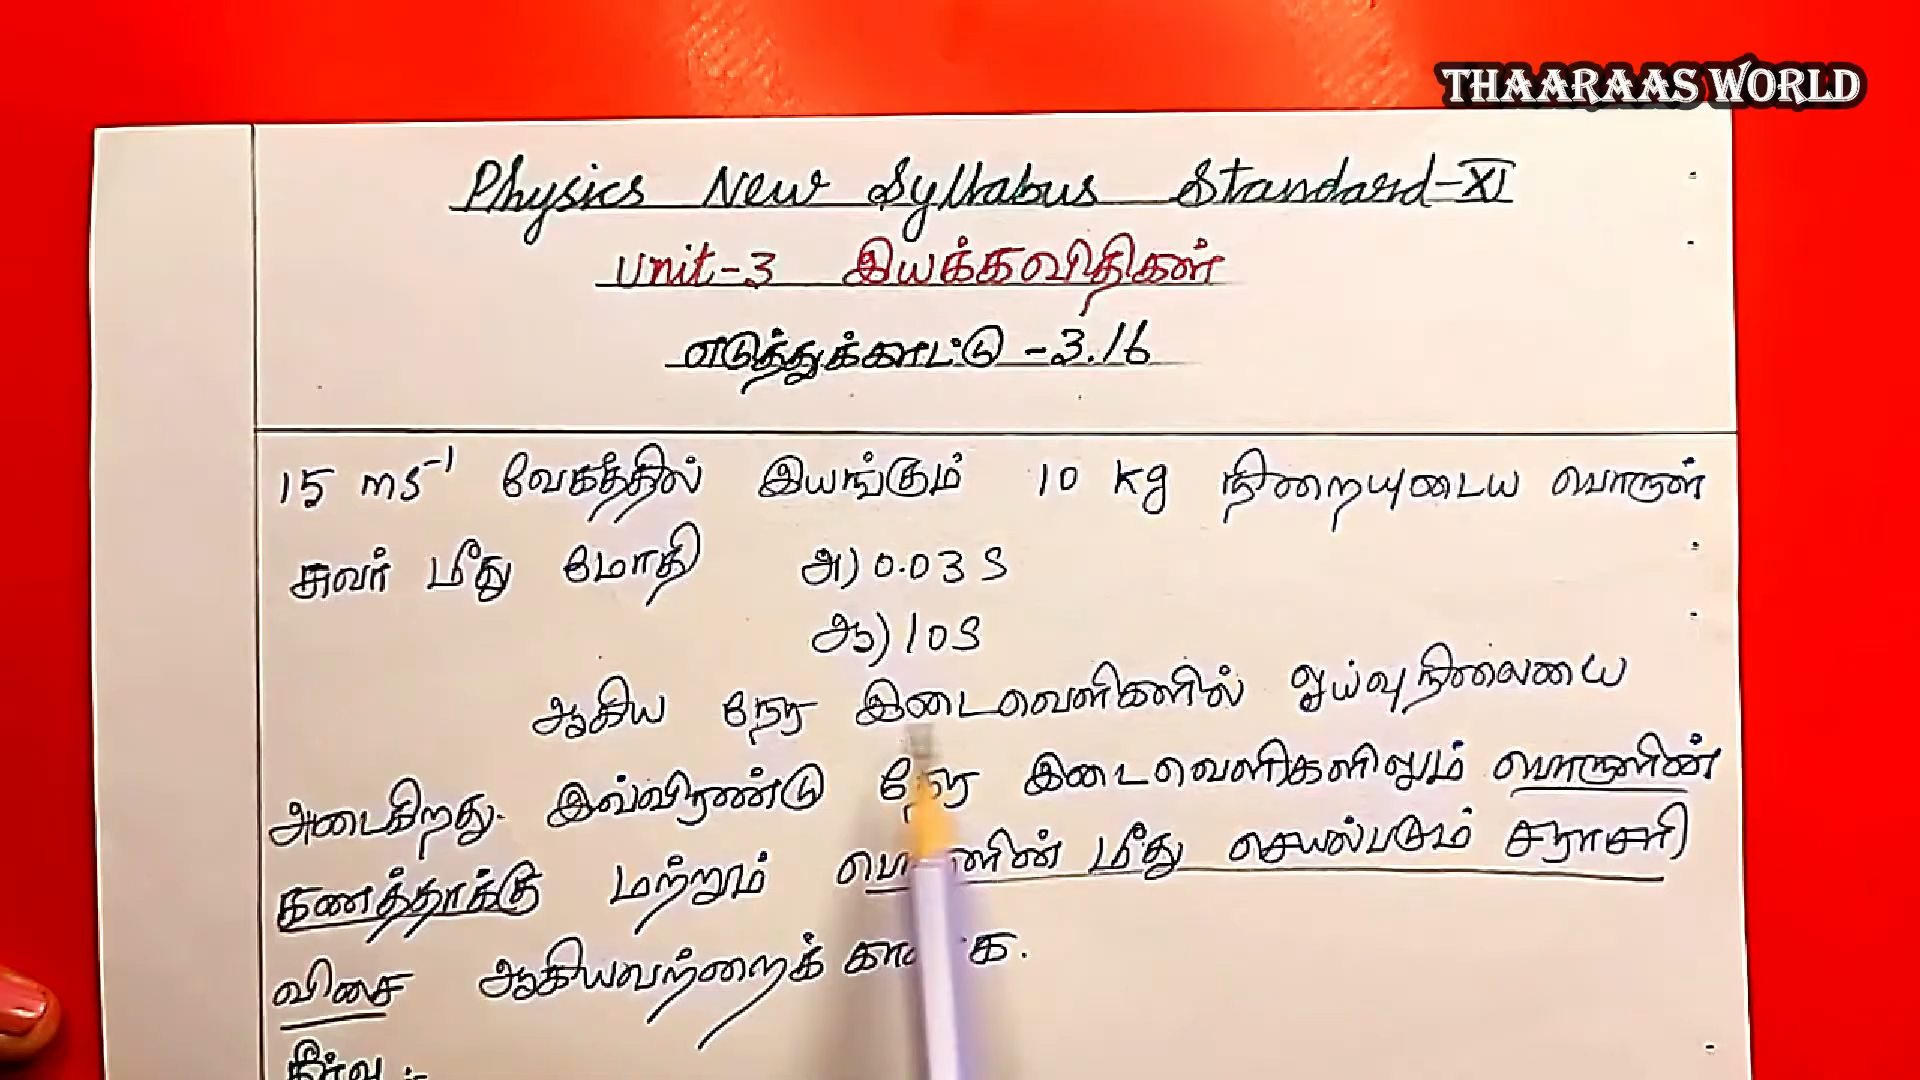 THAARAAS WORLD
Physics New Syllabus Standard-XI
Unit-3 இயக்கவிதிகள்
எடுத்துக்காட்டு -3.16
15 ms⁻¹ வேகத்தில் இயங்கும் 10 kg நிறையுடைய பொருள்
சுவர் மீது மோதி அ) 0.03 S
ஆ) 10 S
ஆகிய நேர இடைவெளிகளில் ஓய்வுநிலையை
அடைகிறது. இவ்விரண்டு நேர இடைவெளிகளிலும் பொருளின்
கணத்தாக்கு மற்றும் மீது செயல்படும் சராசரி
விசை ஆகியவற்றைக்
தீர்வு :